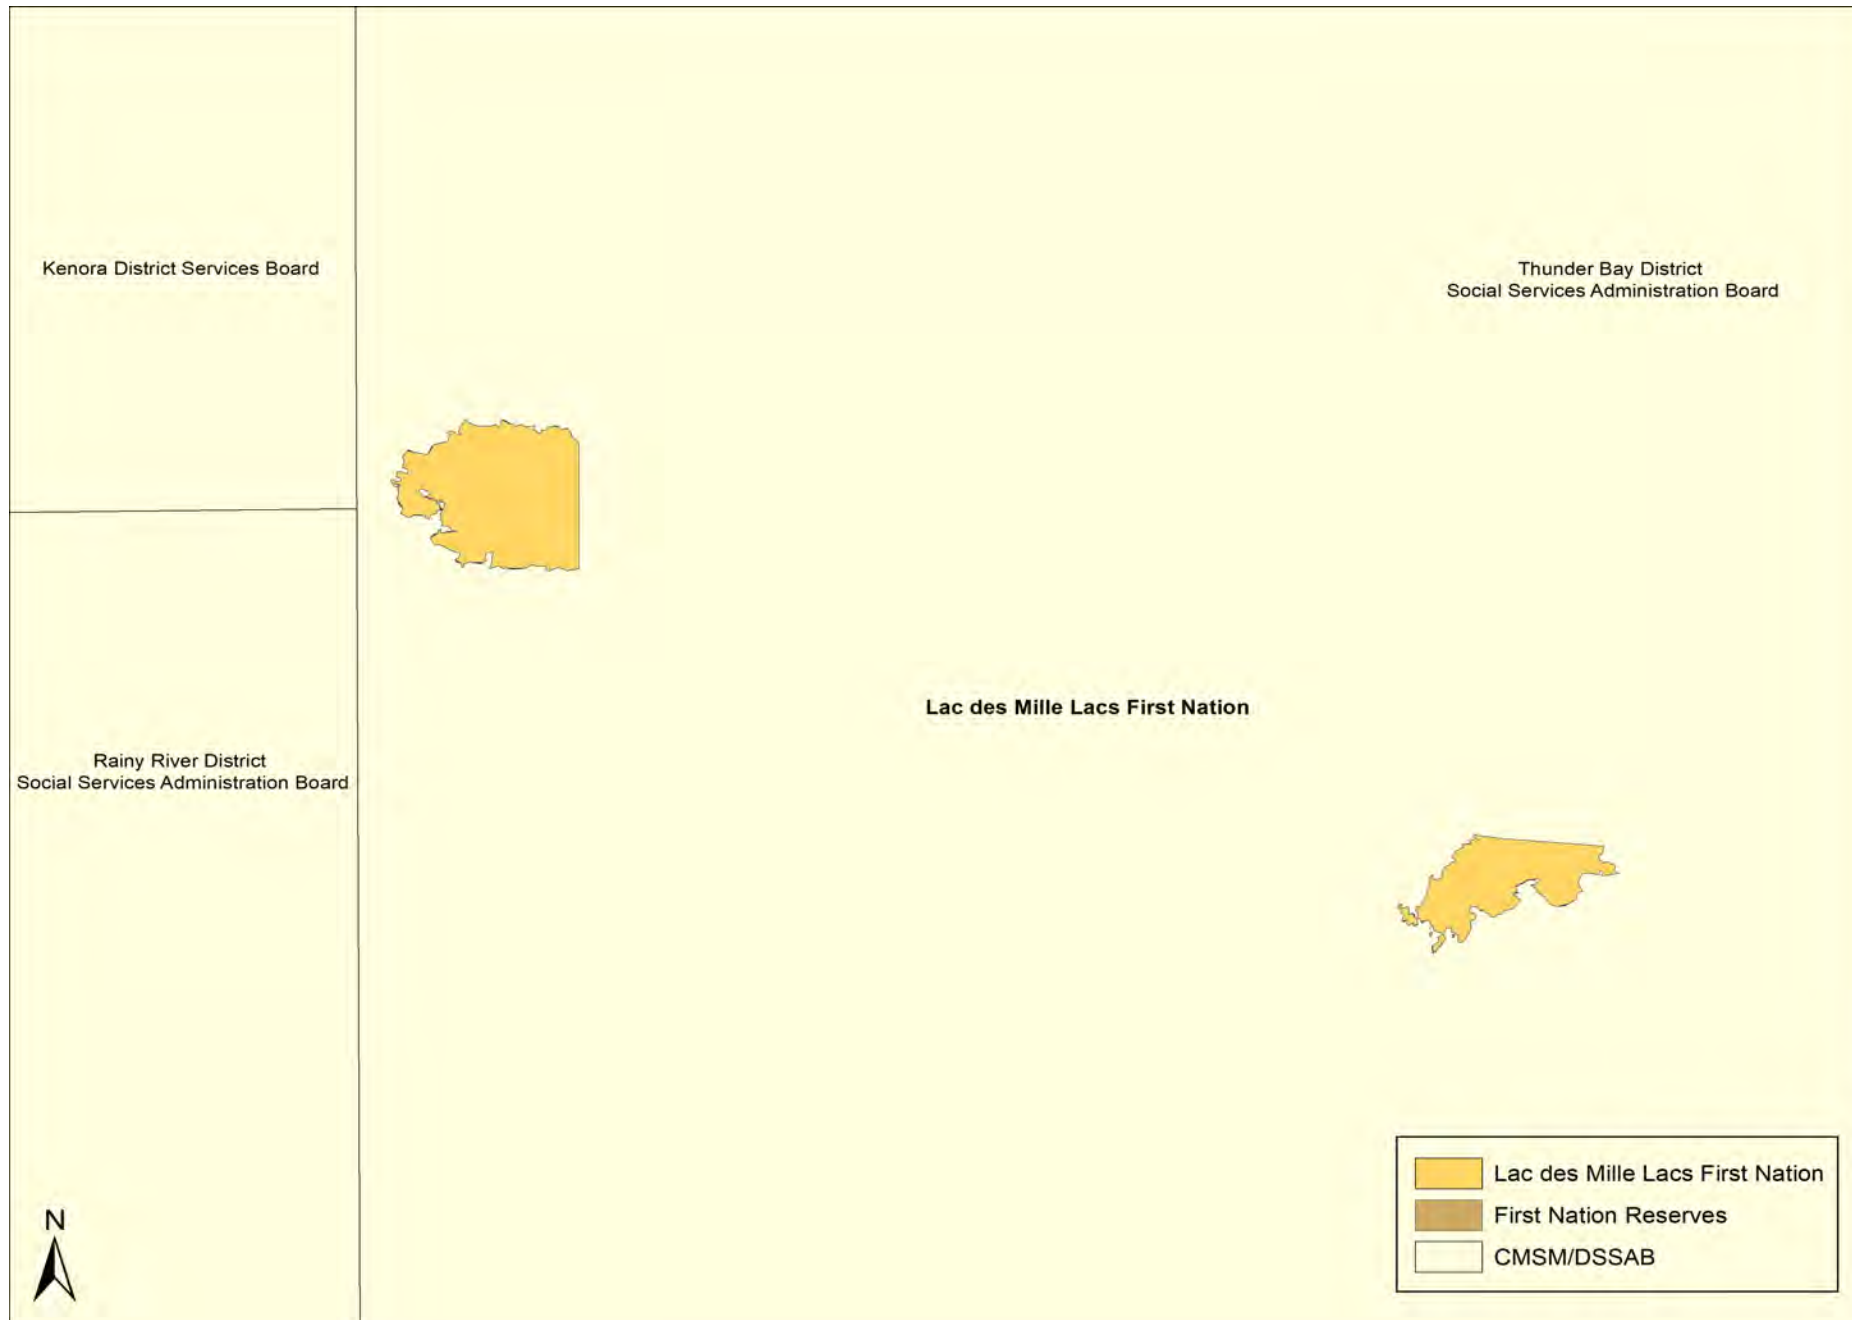 Kenora District Services Board
Thunder Bay District
Social Services Administration Board
Lac des Mille Lacs First Nation
Rainy River District
Social Services Administration Board
Lac des Mille Lacs First Nation
First Nation Reserves
CMSM/DSSAB
N